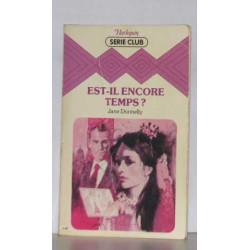 Harlequin
SERIE CLUB
EST-IL ENCORE
TEMPS ?
Jane Donnelly